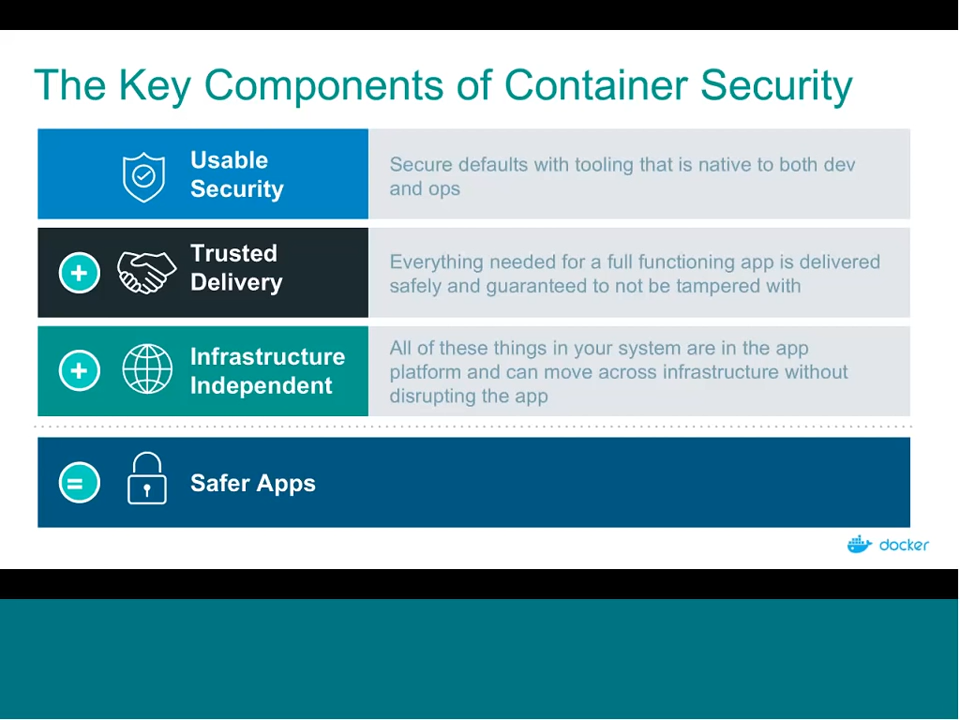 The Key Components of Container Security
Usable
Security
Secure defaults with tooling that is native to both dev
and ops
+
Trusted
Delivery
Everything needed for a full functioning app is delivered
safely and guaranteed to not be tampered with
+
Infrastructure
Independent
All of these things in your system are in the app
platform and can move across infrastructure without
disrupting the app
=
Safer Apps
docker